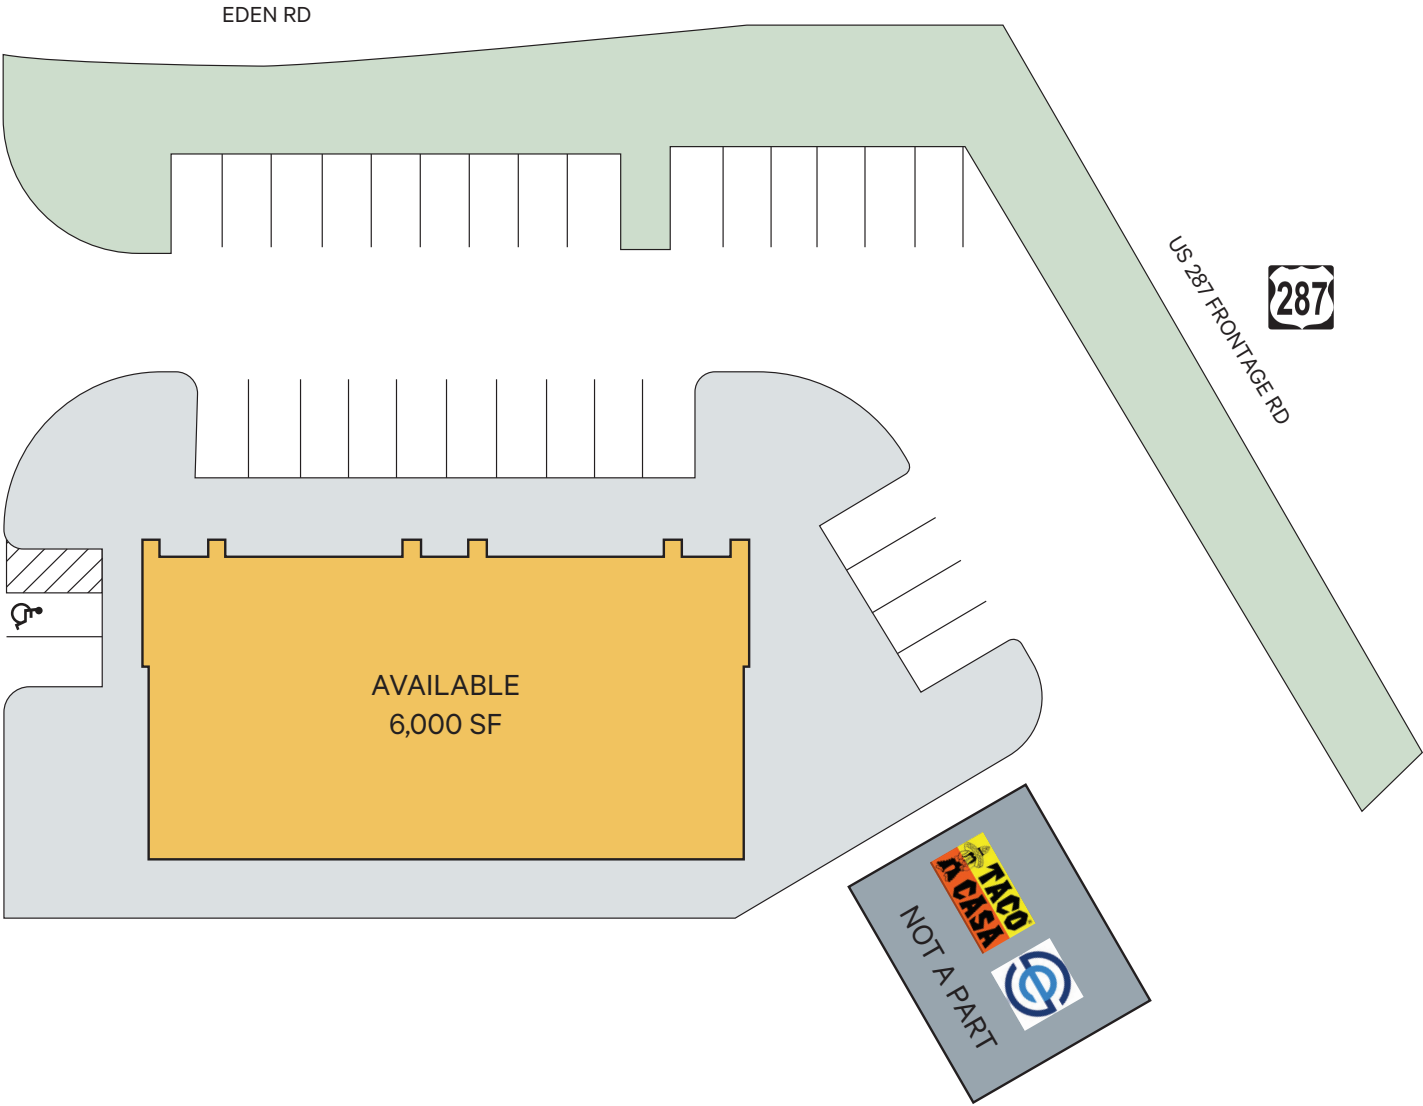 EDEN RD
US 287 FRONTAGE RD
287
AVAILABLE
6,000 SF
TACO
CASA
NOT A PART